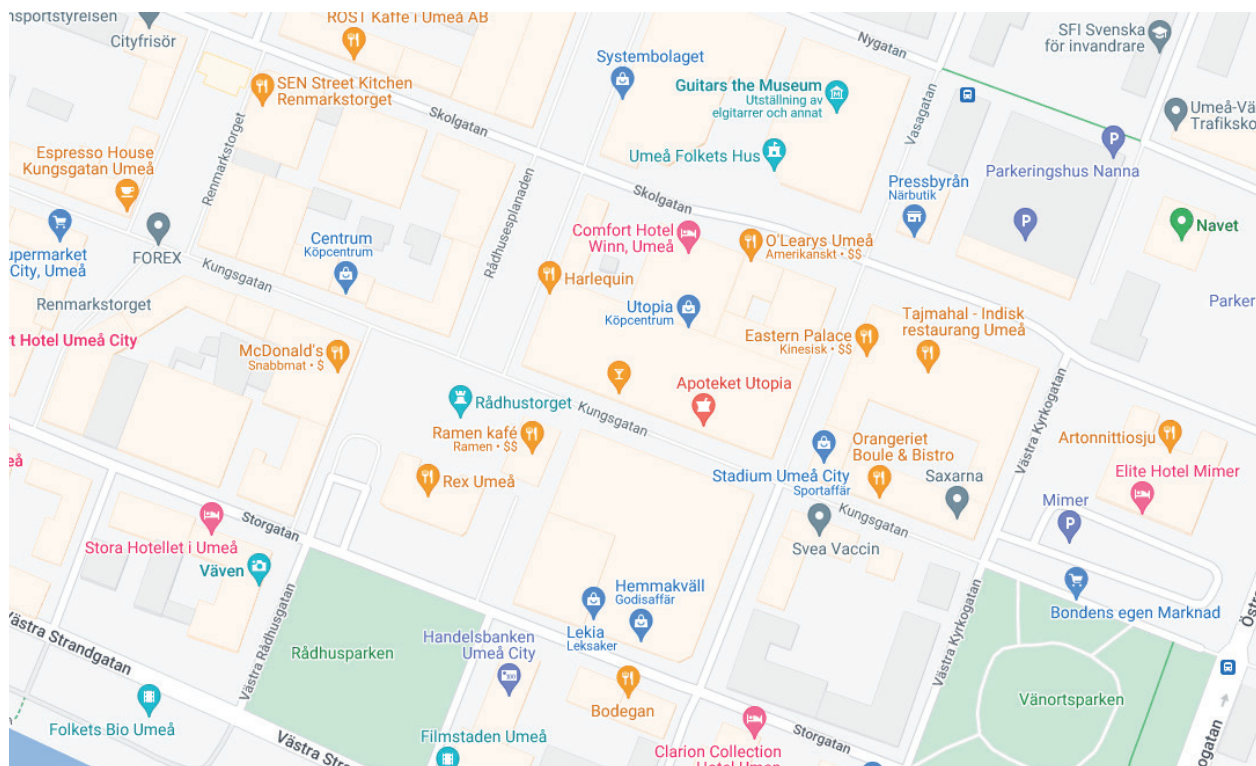 nsportstyrelsen
Cityfrisör
ROST Kaffe i Umeå AB
SEN Street Kitchen
Renmarkstorget
Systembolaget
Nygatan
SFI Svenska
för invandrare
Guitars the Museum
Utställning av
elgitarrer och annat
Vasagatan
Umeå-Vä
Trafiksko
Skolgatan
Renmarkstorget
Espresso House
Kungsgatan Umeå
Umeå Folkets Hus
Parkeringshus Nanna
Pressbyrån
Närbutik
Skolgatan
Rådhusesplanaden
upermarket
City, Umeå
FOREX
Centrum
Köpcentrum
Comfort Hotel
Winn, Umeå
O'Learys Umeå
Amerikanskt • $$
Navet
Kungsgatan
Harlequin
Renmarkstorget
Utopia
Köpcentrum
Tajmahal - Indisk
restaurang Umeå
Parker
rt Hotel Umeå City
McDonald's
Snabbmat • $
Eastern Palace
Kinesisk • $$
Apoteket Utopia
Rådhustorget
Kungsgatan
Västra Kyrkogatan
Ramen kafé
Ramen • $$
Orangeriet
Boule & Bistro
Artonnittiosju
eå
Rex Umeå
Stadium Umeå City
Sportaffär
Saxarna
Elite Hotel Mimer
Mimer
Storgatan
Kungsgatan
Stora Hotellet i Umeå
Svea Vaccin
Väven
Hemmakväll
Godisaffär
Bondens egen Marknad
Västra Strandgatan
Västra Rådhusgatan
Lekia
Leksaker
Västra Kyrkogatan
Östra
Rådhusparken
Handelsbanken
Umeå City
Vänortsparken
Bodegan
Folkets Bio Umeå
Västra Stra
Filmstaden Umeå
Storgatan
Clarion Collection
Hotel Umea
ogatan